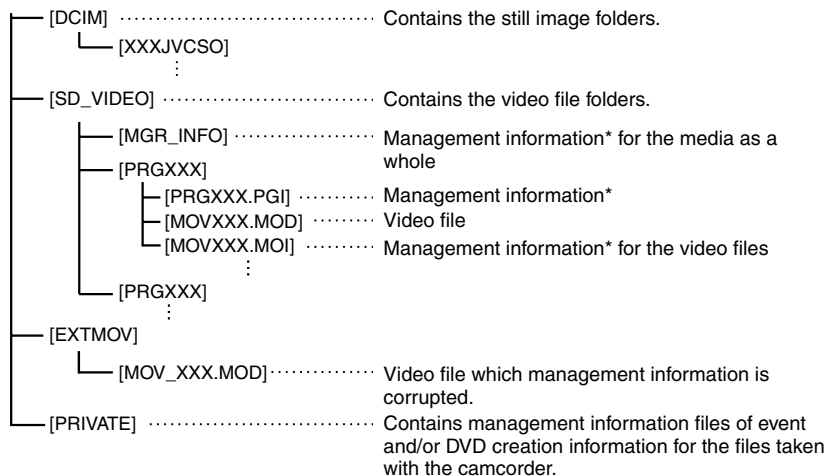 [DCIM] Contains the still image folders.
[XXXJVCSO]
[SD_VIDEO] Contains the video file folders.
[MGR_INFO] Management information* for the media as a
whole
[PRGXXX]
[PRGXXX.PGI] Management information*
[MOVXXX.MOD] Video file
[MOVXXX.MOI] Management information* for the video files
[PRGXXX]
[EXTMOV]
[MOV_XXX.MOD] Video file which management information is
corrupted.
[PRIVATE] Contains management information files of event
and/or DVD creation information for the files taken
with the camcorder.